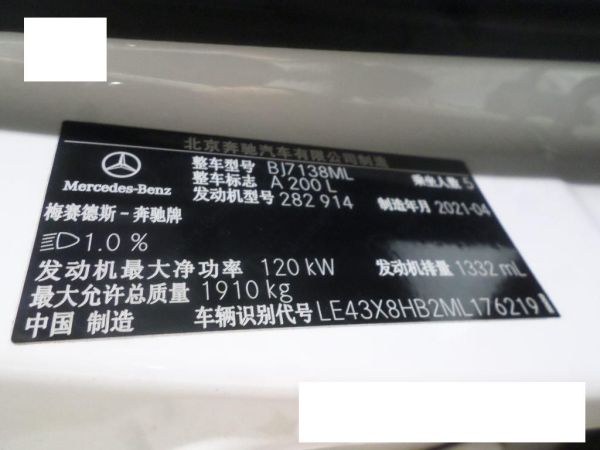 北京奔驰汽车有限公司制造
Mercedes-Benz
整车型号 BJ7138ML 乘坐人数 5
整车标志 A 200 L
发动机型号 282 914 制造年月 2021-04
梅赛德斯-奔驰牌
1.0 %
发动机最大净功率 120 kW 发动机排量 1332 mL
最大允许总质量 1910 kg
中国 制造 车辆识别代号 LE43X8HB2ML176219